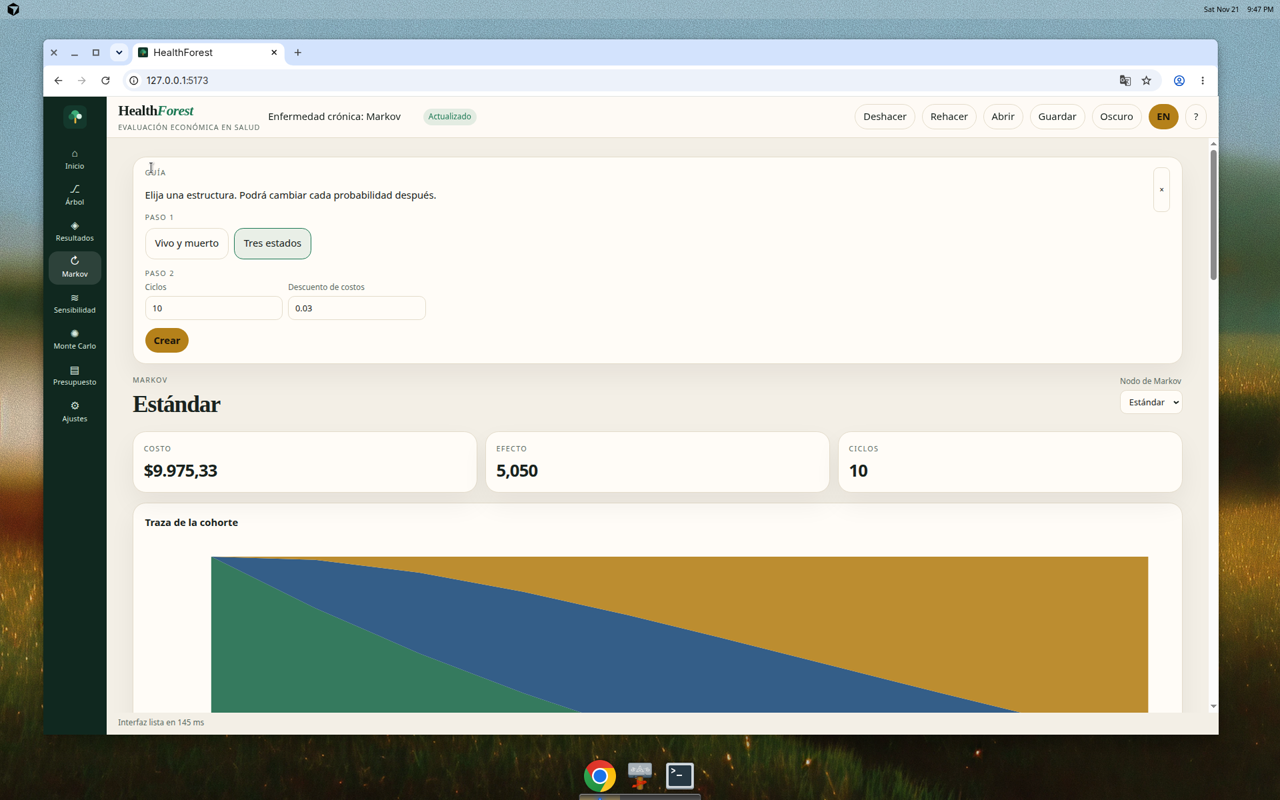 Sat Nov 21 9:47 PM
HealthForest
127.0.0.1:5173
HealthForest
EVALUACIÓN ECONÓMICA EN SALUD
Enfermedad crónica: Markov
Actualizado
Deshacer
Rehacer
Abrir
Guardar
Oscuro
EN
?
Inicio
Árbol
Resultados
Markov
Sensibilidad
Monte Carlo
Presupuesto
Ajustes
GUÍA
Elija una estructura. Podrá cambiar cada probabilidad después.
PASO 1
Vivo y muerto
Tres estados
PASO 2
Ciclos
Descuento de costos
10
0.03
Crear
MARKOV
Estándar
Nodo de Markov
Estándar
COSTO
$9.975,33
EFECTO
5,050
CICLOS
10
Traza de la cohorte
Interfaz lista en 145 ms